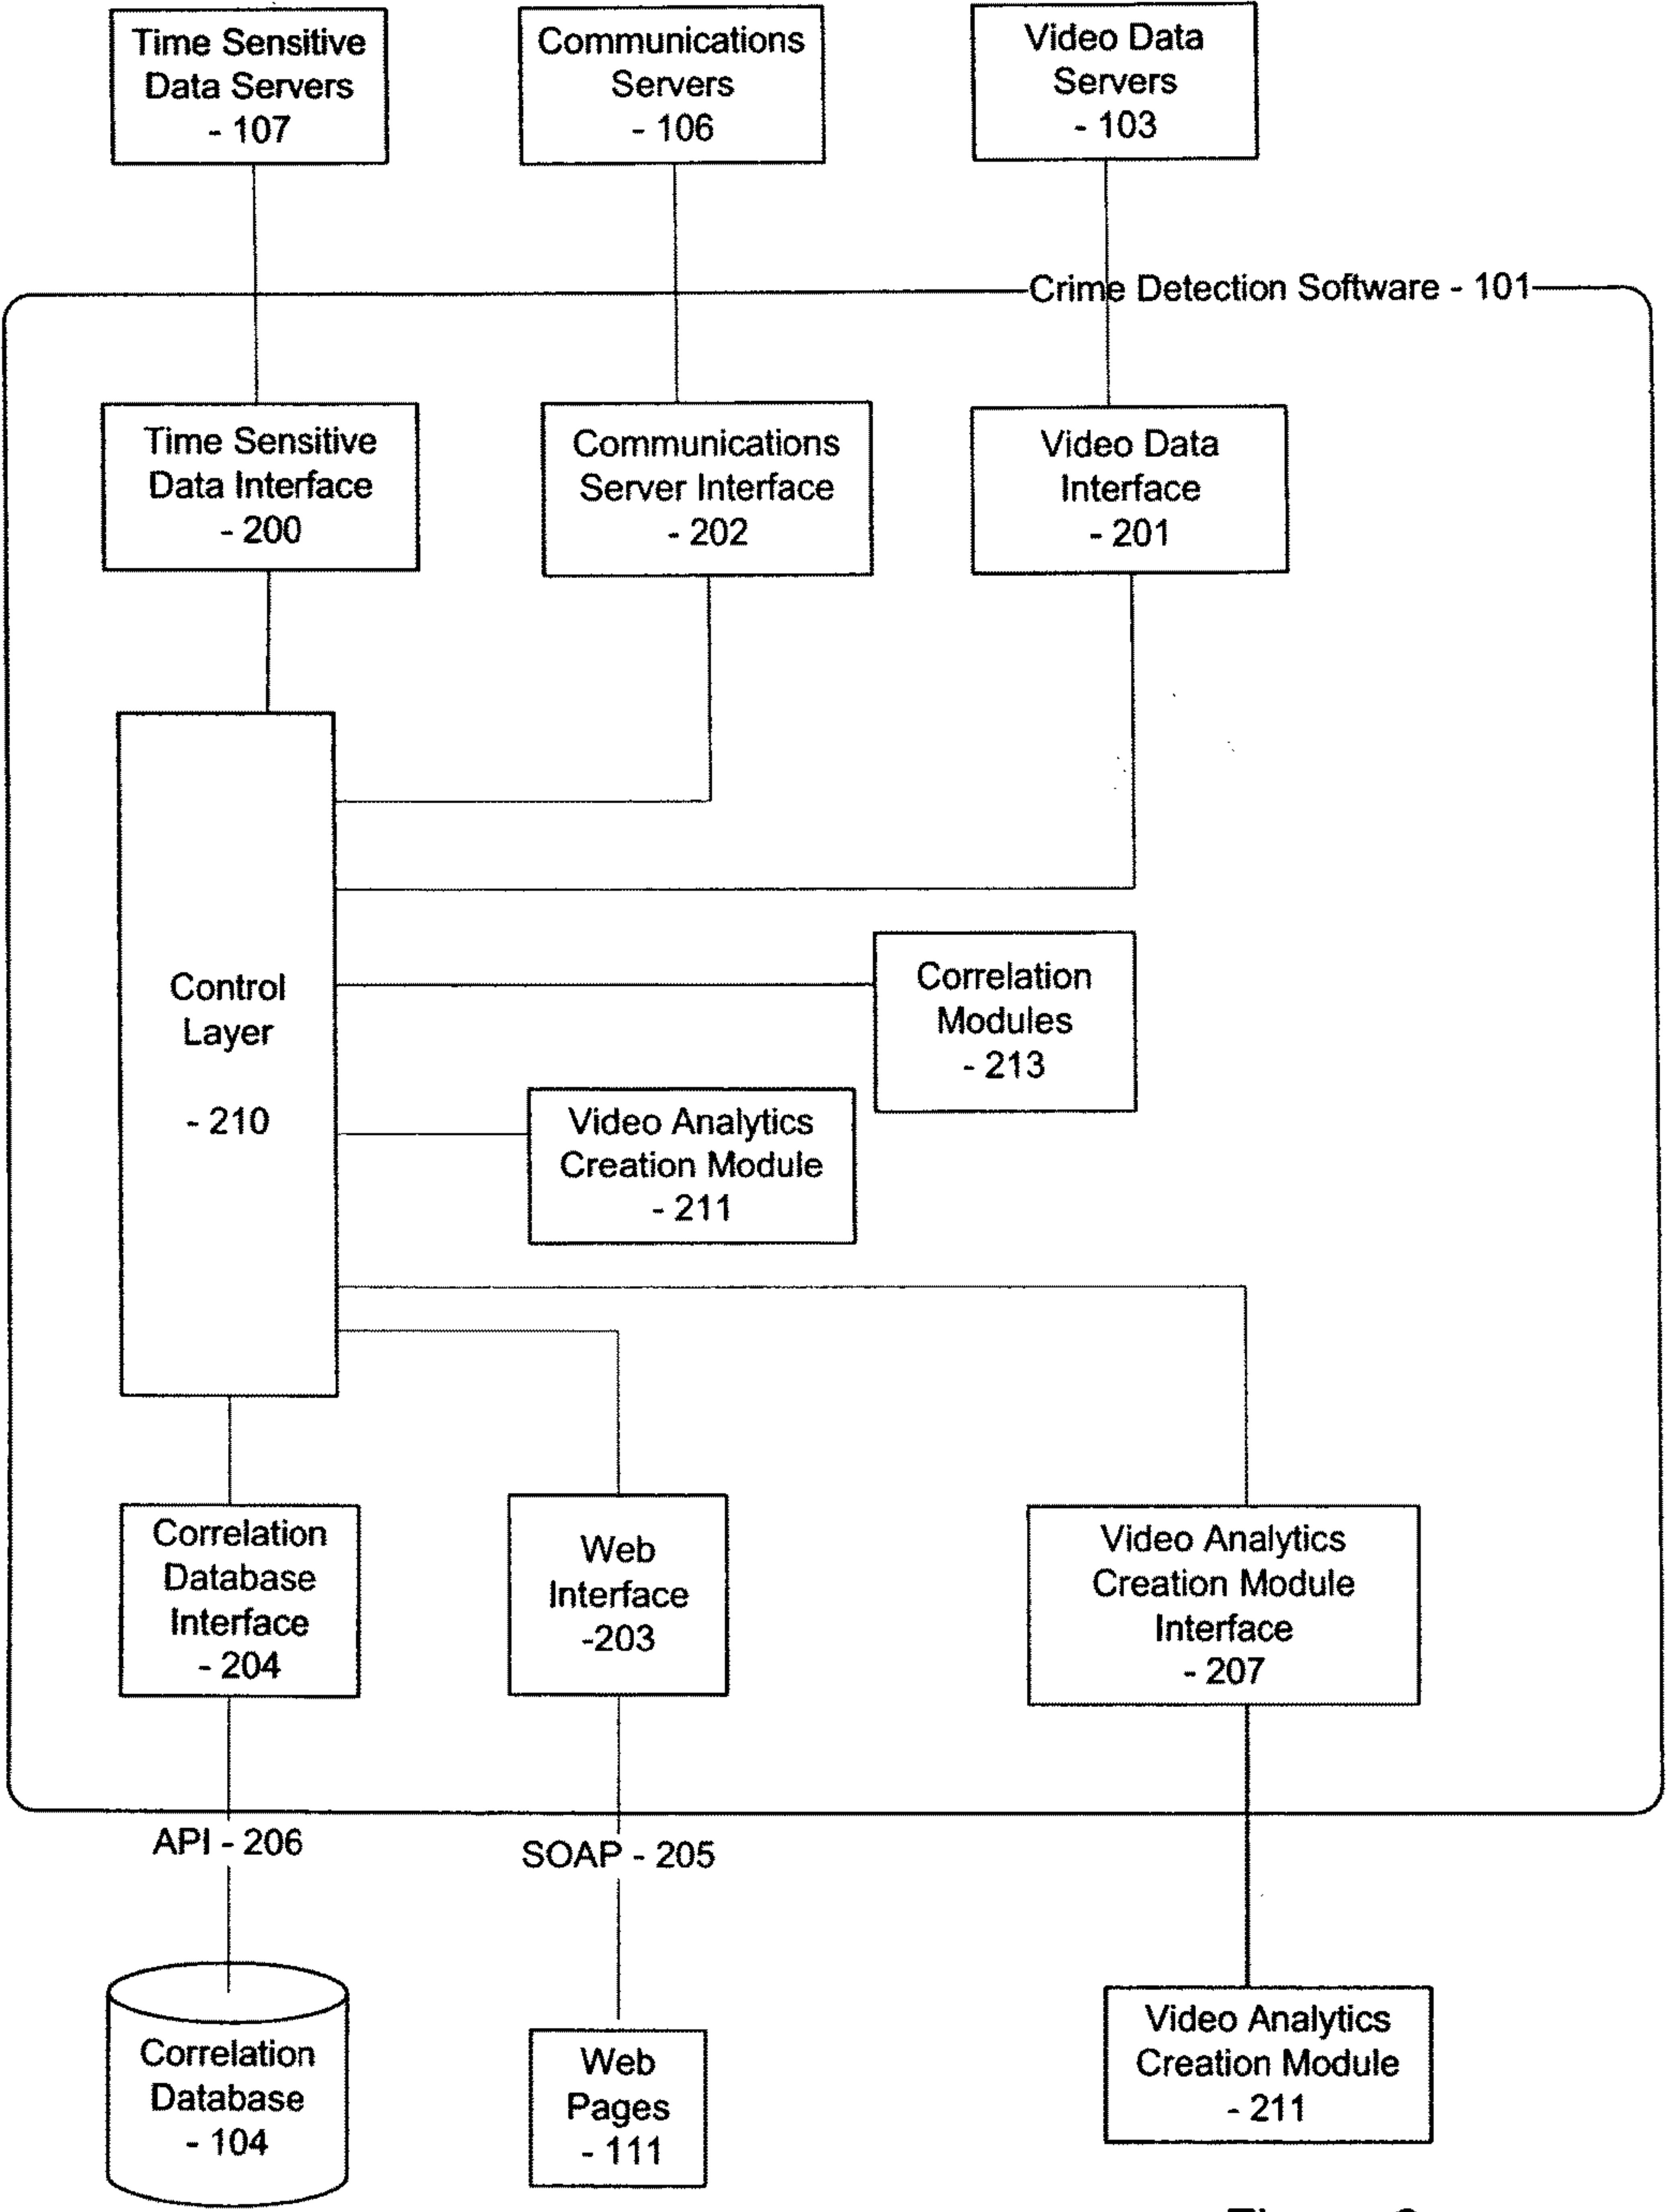 Time Sensitive
Data Servers
- 107
Communications
Servers
- 106
Video Data
Servers
- 103
Crime Detection Software - 101
Time Sensitive
Data Interface
- 200
Communications
Server Interface
- 202
Video Data
Interface
- 201
Control
Layer
- 210
Correlation
Modules
- 213
Video Analytics
Creation Module
- 211
Correlation
Database
Interface
- 204
Web
Interface
-203
Video Analytics
Creation Module
Interface
- 207
API - 206
SOAP - 205
Correlation
Database
- 104
Web
Pages
- 111
Video Analytics
Creation Module
- 211